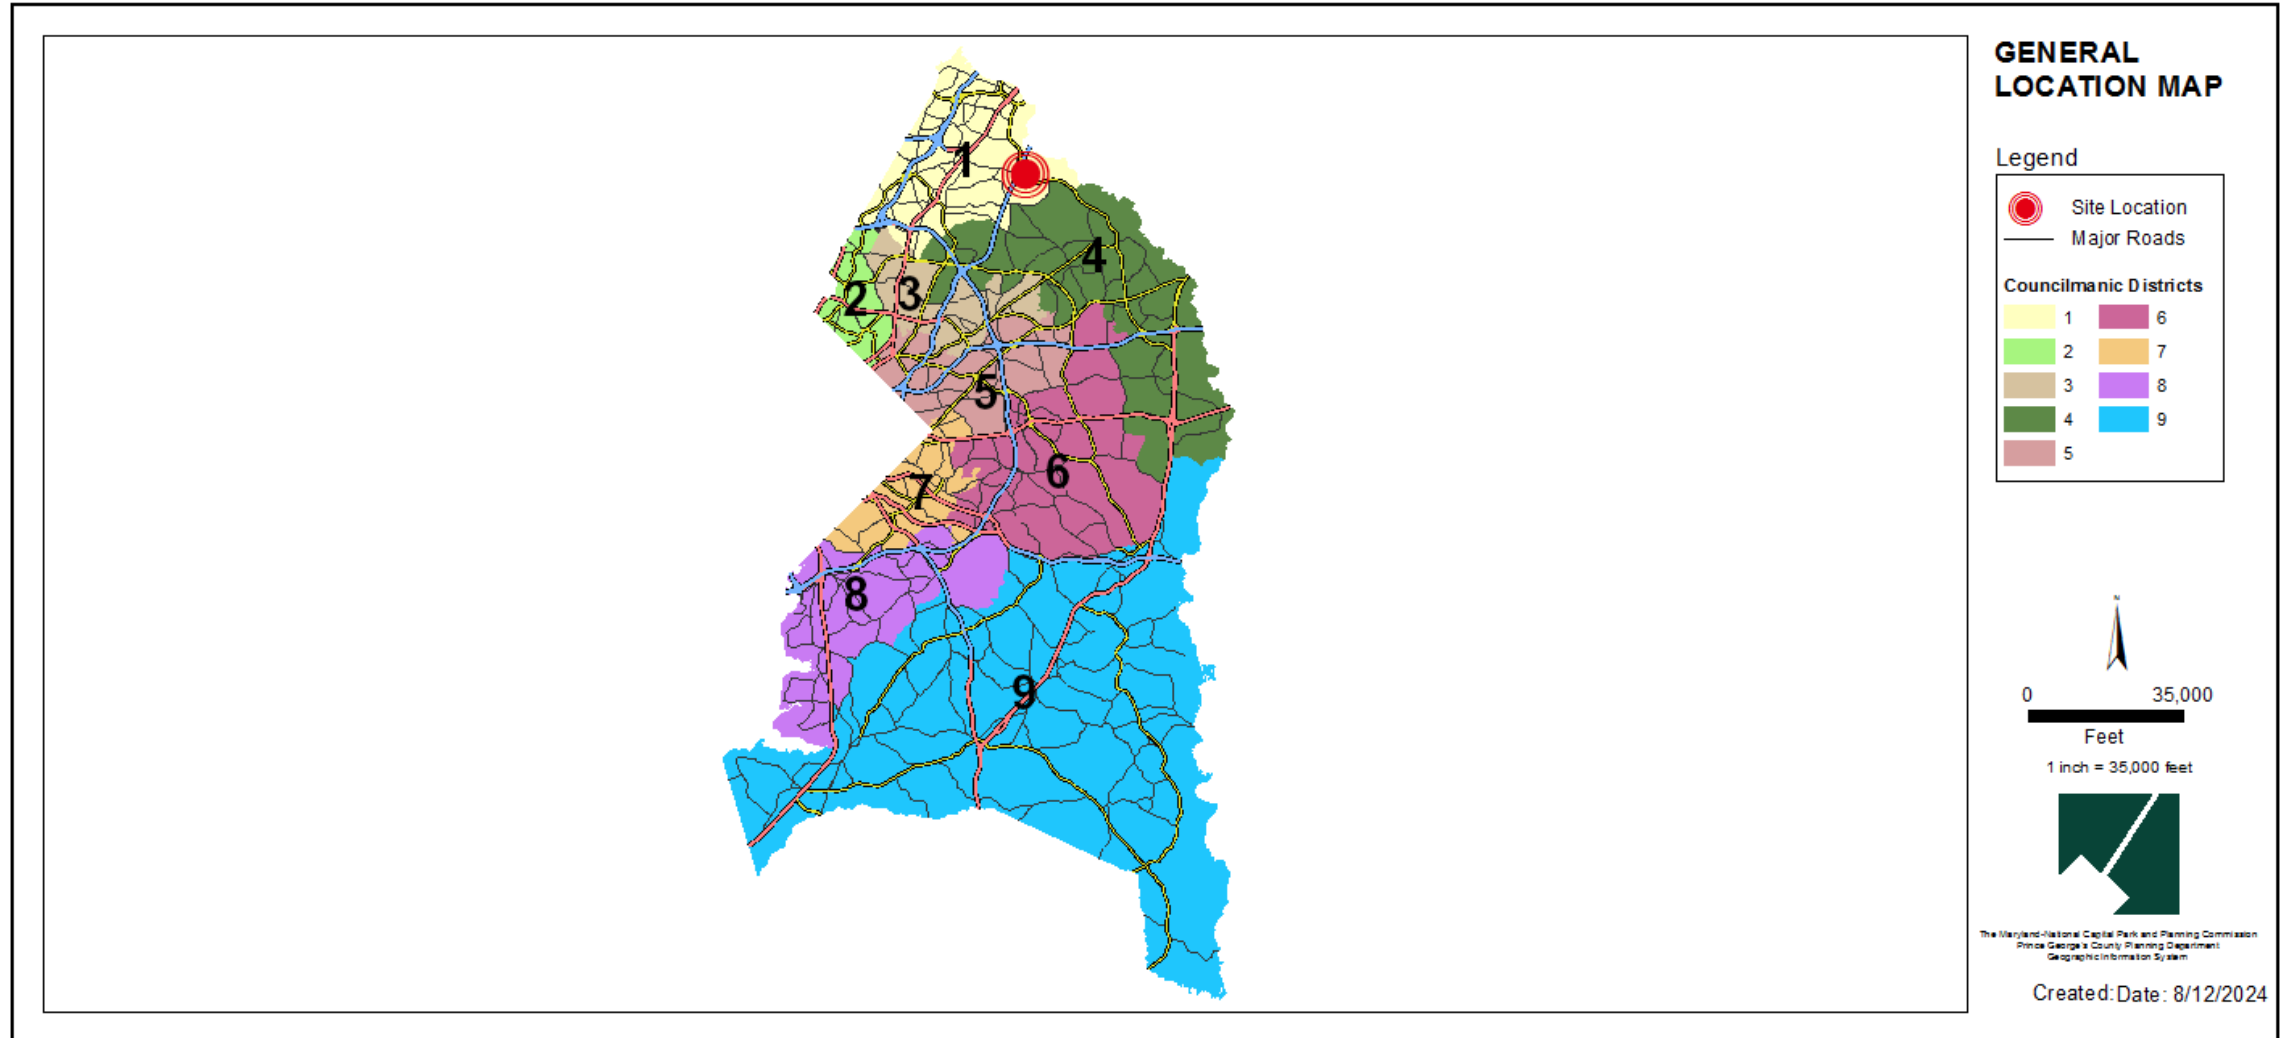 GENERAL
LOCATION MAP
Legend
Site Location
Major Roads
Councilmanic Districts
1 6
2 7
3 8
4 9
5
1
4
2
3
5
6
7
8
9
N
0 35,000
Feet
1 inch = 35,000 feet
The Maryland-National Capital Park and Planning Commission
Prince George's County Planning Department
Geographic Information System
Created: Date: 8/12/2024